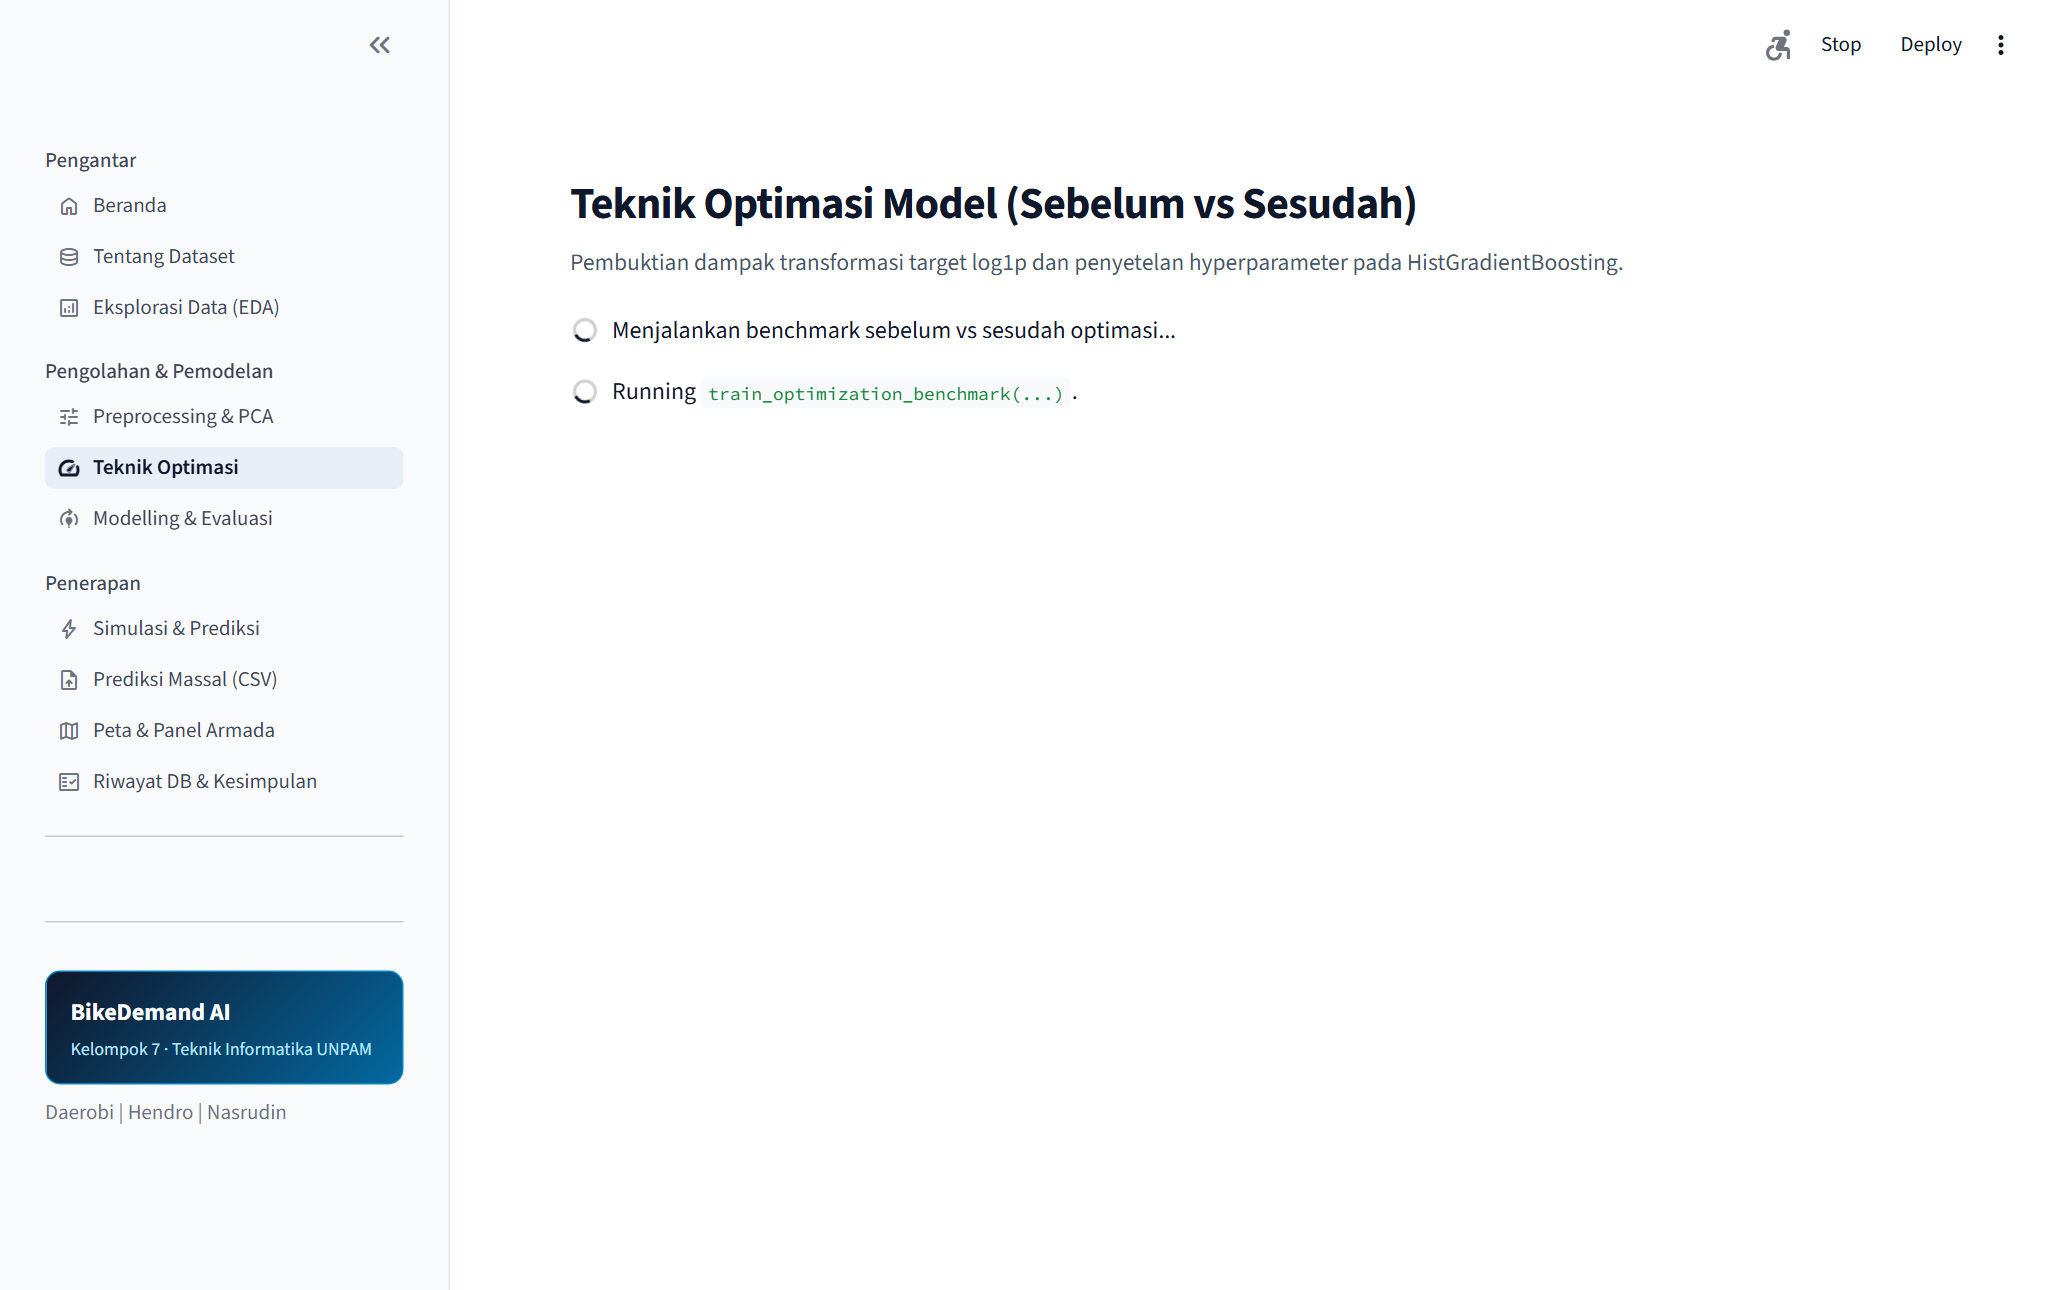 Stop
Deploy
Pengantar
Beranda
Tentang Dataset
Eksplorasi Data (EDA)
Pengolahan & Pemodelan
Preprocessing & PCA
Teknik Optimasi
Modelling & Evaluasi
Penerapan
Simulasi & Prediksi
Prediksi Massal (CSV)
Peta & Panel Armada
Riwayat DB & Kesimpulan
BikeDemand AI
Kelompok 7 · Teknik Informatika UNPAM
Daerobi | Hendro | Nasrudin
Teknik Optimasi Model (Sebelum vs Sesudah)
Pembuktian dampak transformasi target log1p dan penyetelan hyperparameter pada HistGradientBoosting.
Menjalankan benchmark sebelum vs sesudah optimasi...
Running train_optimization_benchmark(...) .